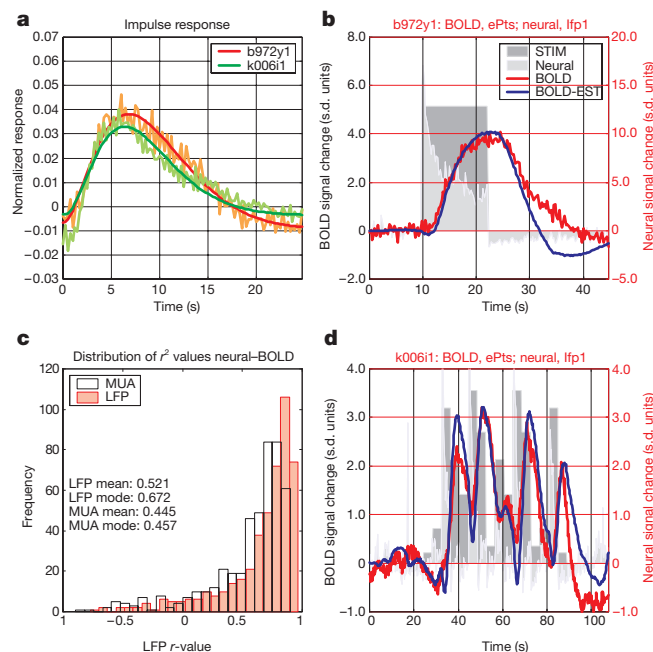 a
Impulse response
b972y1
k006i1
Normalized response
0.07
0.06
0.05
0.04
0.03
0.02
0.01
0
–0.01
–0.02
–0.03
0 5 10 15 20
Time (s)
b
b972y1: BOLD, ePts; neural, lfp1
STIM
Neural
BOLD
BOLD-EST
BOLD signal change (s.d. units)
8.0
6.0
4.0
2.0
0
–2.0
Neural signal change (s.d. units)
20.0
15.0
10.0
5.0
0
–5.0
0 10 20 30 40
Time (s)
c
Distribution of r² values neural–BOLD
MUA
LFP
LFP mean: 0.521
LFP mode: 0.672
MUA mean: 0.445
MUA mode: 0.457
Frequency
120
100
80
60
40
20
0
1 –0.5 0 0.5 1
LFP r-value
d
k006i1: BOLD, ePts; neural, lfp1
BOLD signal change (s.d. units)
4.0
3.0
2.0
1.0
0
–1.0
Neural signal change (s.d. units)
4.0
3.0
2.0
1.0
0
–1.0
0 20 40 60 80 100
Time (s)